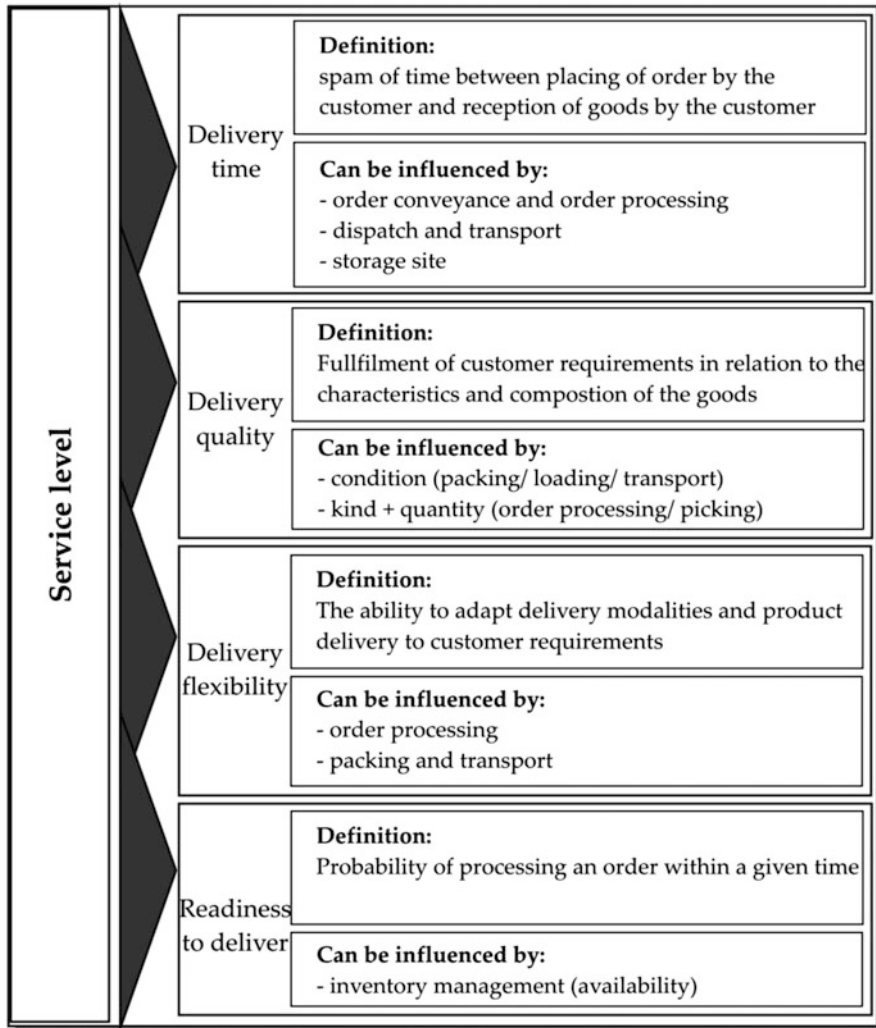 Service level
Delivery
time
Definition:
spam of time between placing of order by the
customer and reception of goods by the customer
Can be influenced by:
- order conveyance and order processing
- dispatch and transport
- storage site
Delivery
quality
Definition:
Fullfilment of customer requirements in relation to the
characteristics and compostion of the goods
Can be influenced by:
- condition (packing/ loading/ transport)
- kind + quantity (order processing/ picking)
Delivery
flexibility
Definition:
The ability to adapt delivery modalities and product
delivery to customer requirements
Can be influenced by:
- order processing
- packing and transport
Readiness
to deliver
Definition:
Probability of processing an order within a given time
Can be influenced by:
- inventory management (availability)